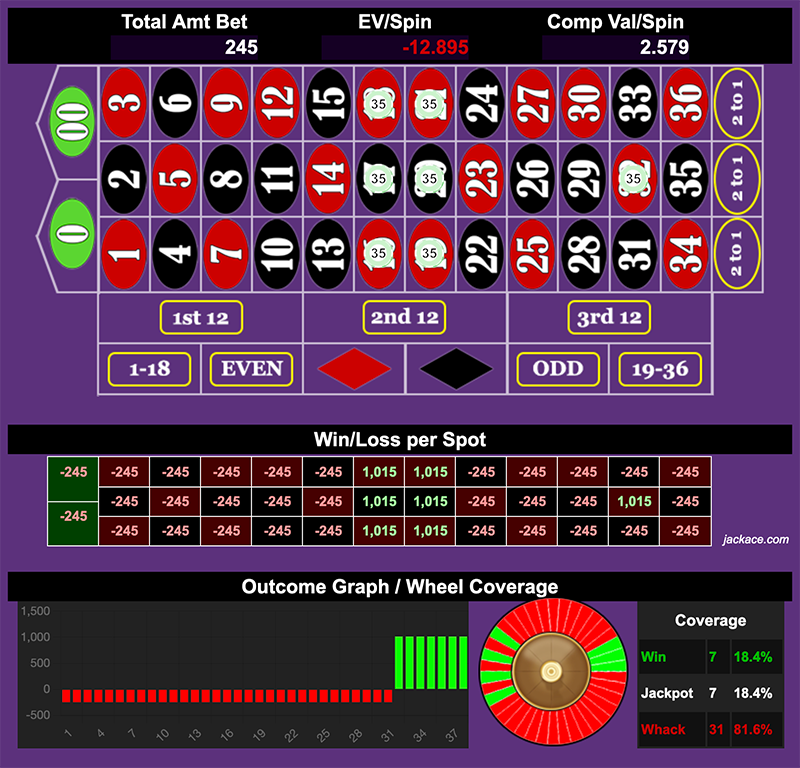 Total Amt Bet EV/Spin Comp Val/Spin
245 -12.895 2.579
00 3 6 9 12 15 35 35 24 27 30 33 36 2 to 1
2 5 8 11 14 35 35 23 26 29 35 35 2 to 1
0 1 4 7 10 13 35 35 22 25 28 31 34 2 to 1
1st 12 2nd 12 3rd 12
1-18 EVEN ODD 19-36
Win/Loss per Spot
-245 -245 -245 -245 -245 -245 1,015 1,015 -245 -245 -245 -245 -245
-245 -245 -245 -245 -245 1,015 1,015 -245 -245 -245 1,015 -245
-245 -245 -245 -245 -245 -245 1,015 1,015 -245 -245 -245 -245 -245
jackace.com
Outcome Graph / Wheel Coverage
1,500
1,000
500
0
-500
1 4 7 10 13 16 19 22 25 28 31 34 37
Coverage
Win 7 18.4%
Jackpot 7 18.4%
Whack 31 81.6%